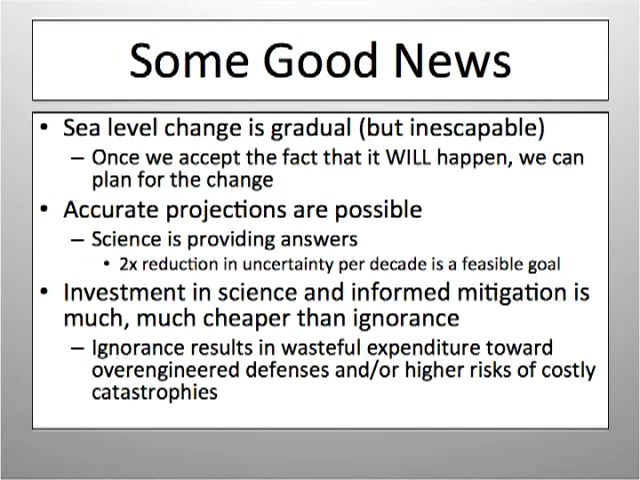 Some Good News
• Sea level change is gradual (but inescapable)
– Once we accept the fact that it WILL happen, we can
plan for the change
• Accurate projections are possible
– Science is providing answers
• 2x reduction in uncertainty per decade is a feasible goal
• Investment in science and informed mitigation is
much, much cheaper than ignorance
– Ignorance results in wasteful expenditure toward
overengineered defenses and/or higher risks of costly
catastrophies